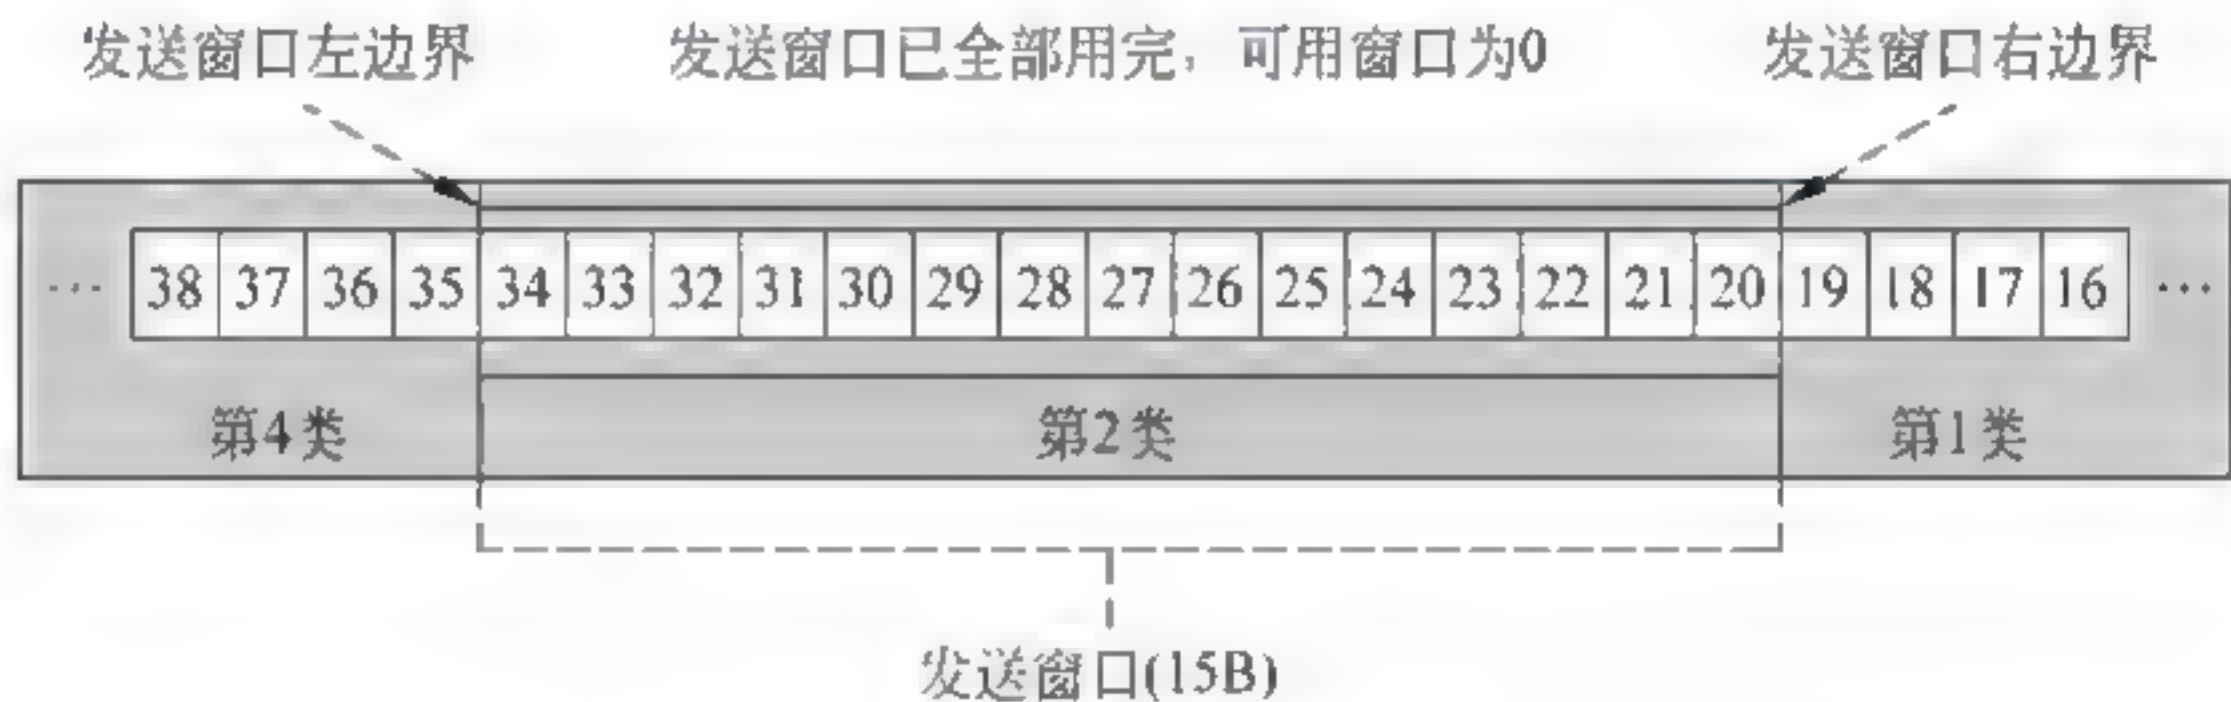 发送窗口左边界 发送窗口已全部用完，可用窗口为0 发送窗口右边界
… 38 37 36 35 34 33 32 31 30 29 28 27 26 25 24 23 22 21 20 19 18 17 16 …
第4类 第2类 第1类
发送窗口(15B)